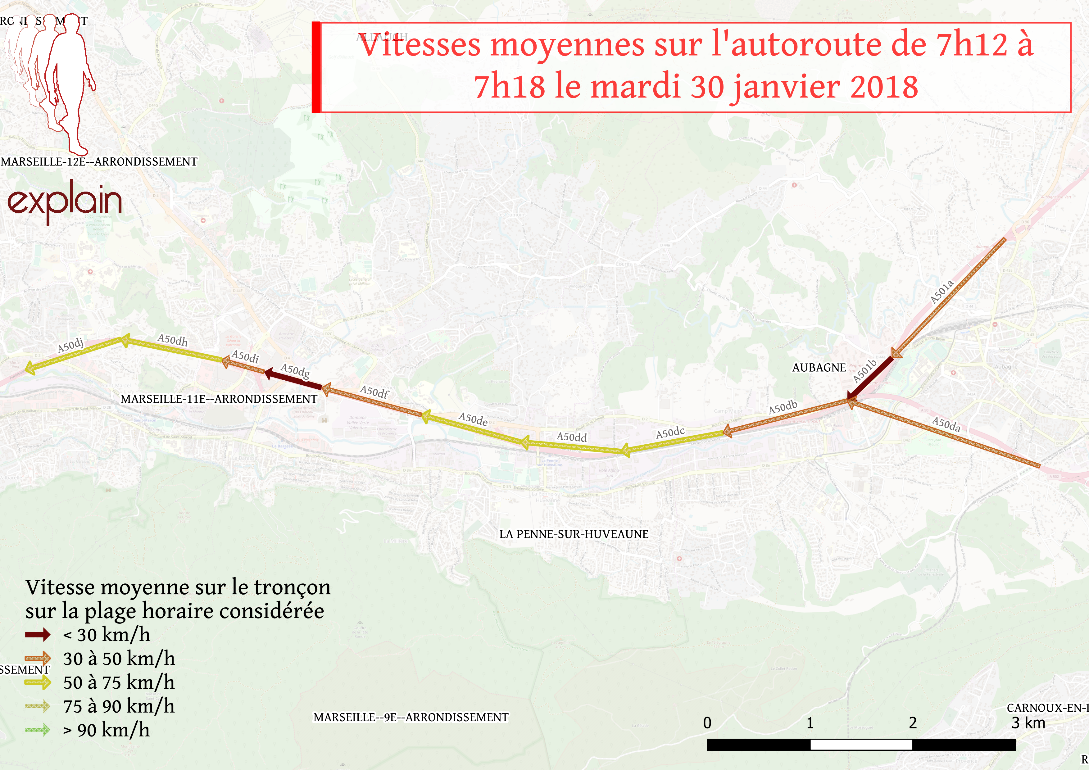 Vitesses moyennes sur l'autoroute de 7h12 à
7h18 le mardi 30 janvier 2018
MARSEILLE-12E--ARRONDISSEMENT
explain
A501a
A501b
AUBAGNE
A50dj
A50dh
A50di
A50dg
A50df
A50de
A50dd
A50dc
A50db
A50da
MARSEILLE-11E--ARRONDISSEMENT
LA PENNE-SUR-HUVEAUNE
Vitesse moyenne sur le tronçon
sur la plage horaire considérée
< 30 km/h
30 à 50 km/h
SSEMENT
50 à 75 km/h
75 à 90 km/h
> 90 km/h
MARSEILLE--9E--ARRONDISSEMENT
CARNOUX-EN-
0 1 2 3 km